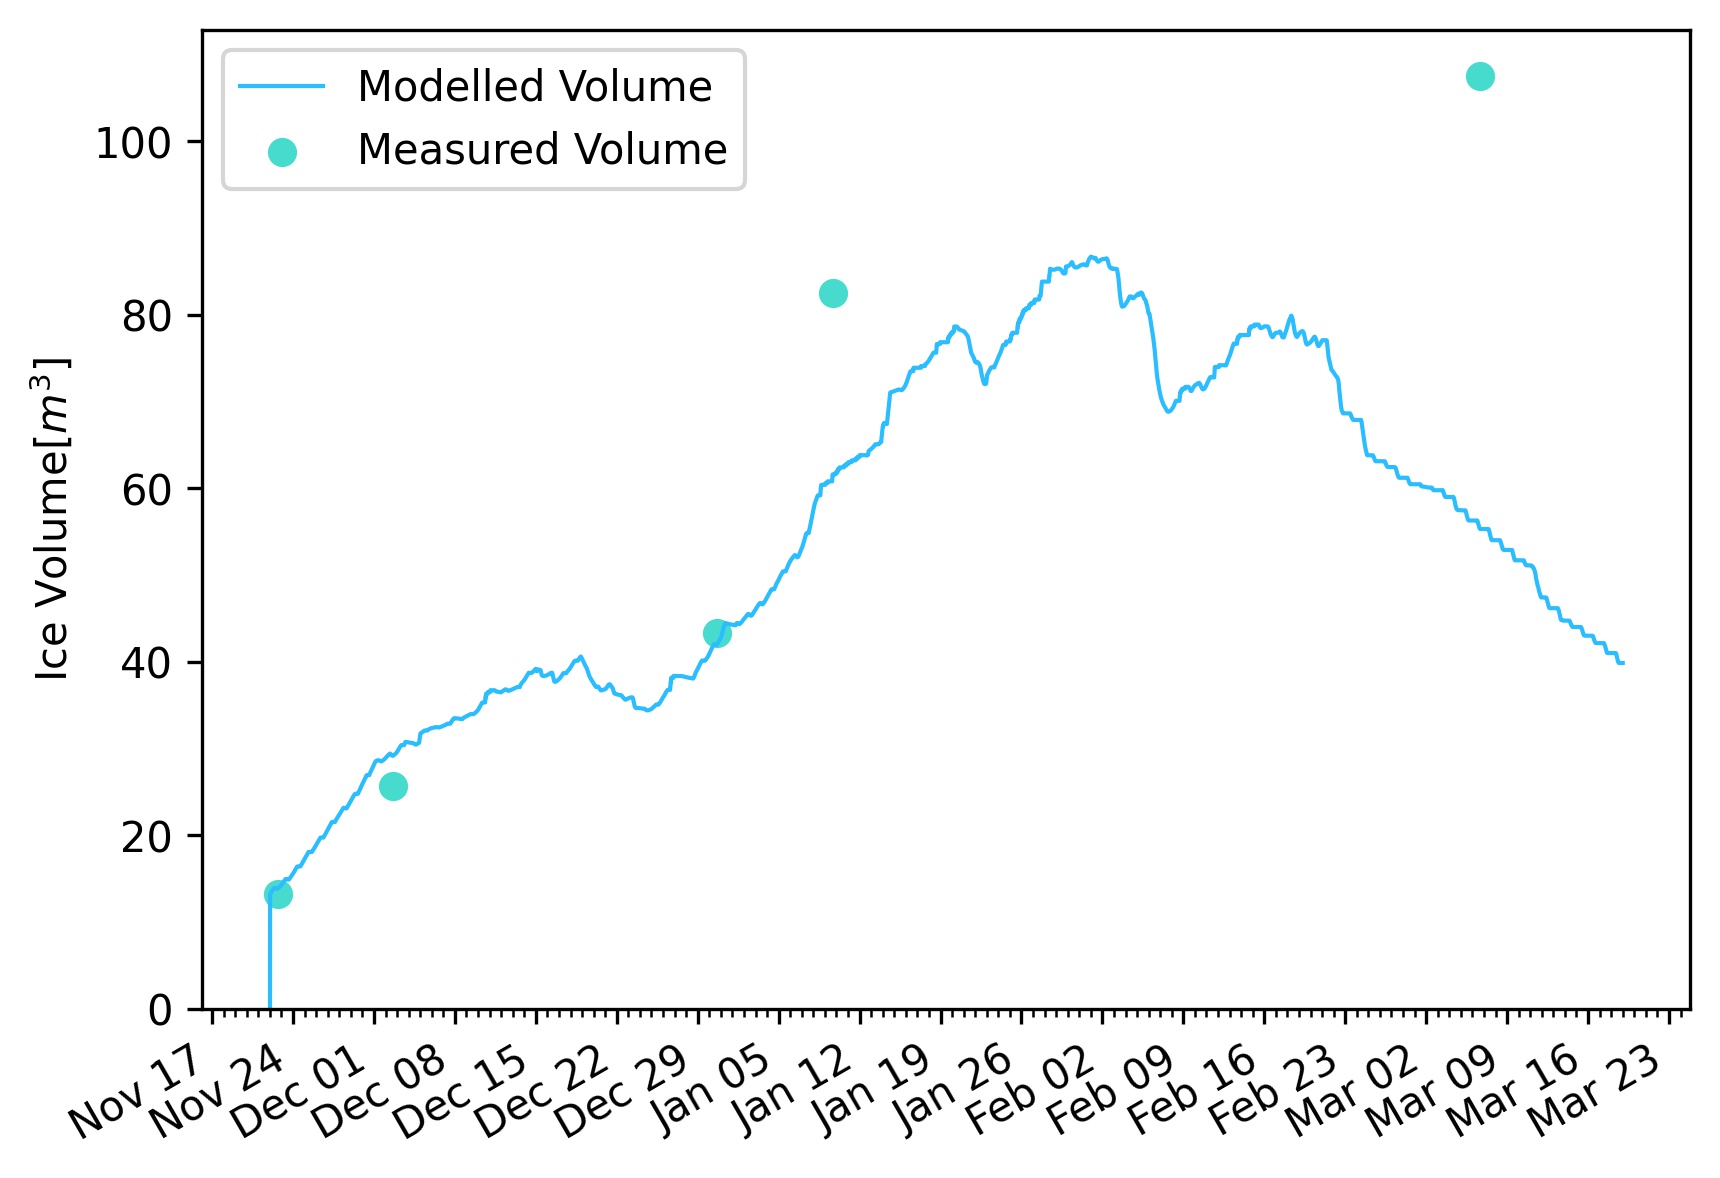 Modelled Volume
Measured Volume
Ice Volume[m³]
100
80
60
40
20
0
Nov 17
Nov 24
Dec 01
Dec 08
Dec 15
Dec 22
Dec 29
Jan 05
Jan 12
Jan 19
Jan 26
Feb 02
Feb 09
Feb 16
Feb 23
Mar 02
Mar 09
Mar 16
Mar 23